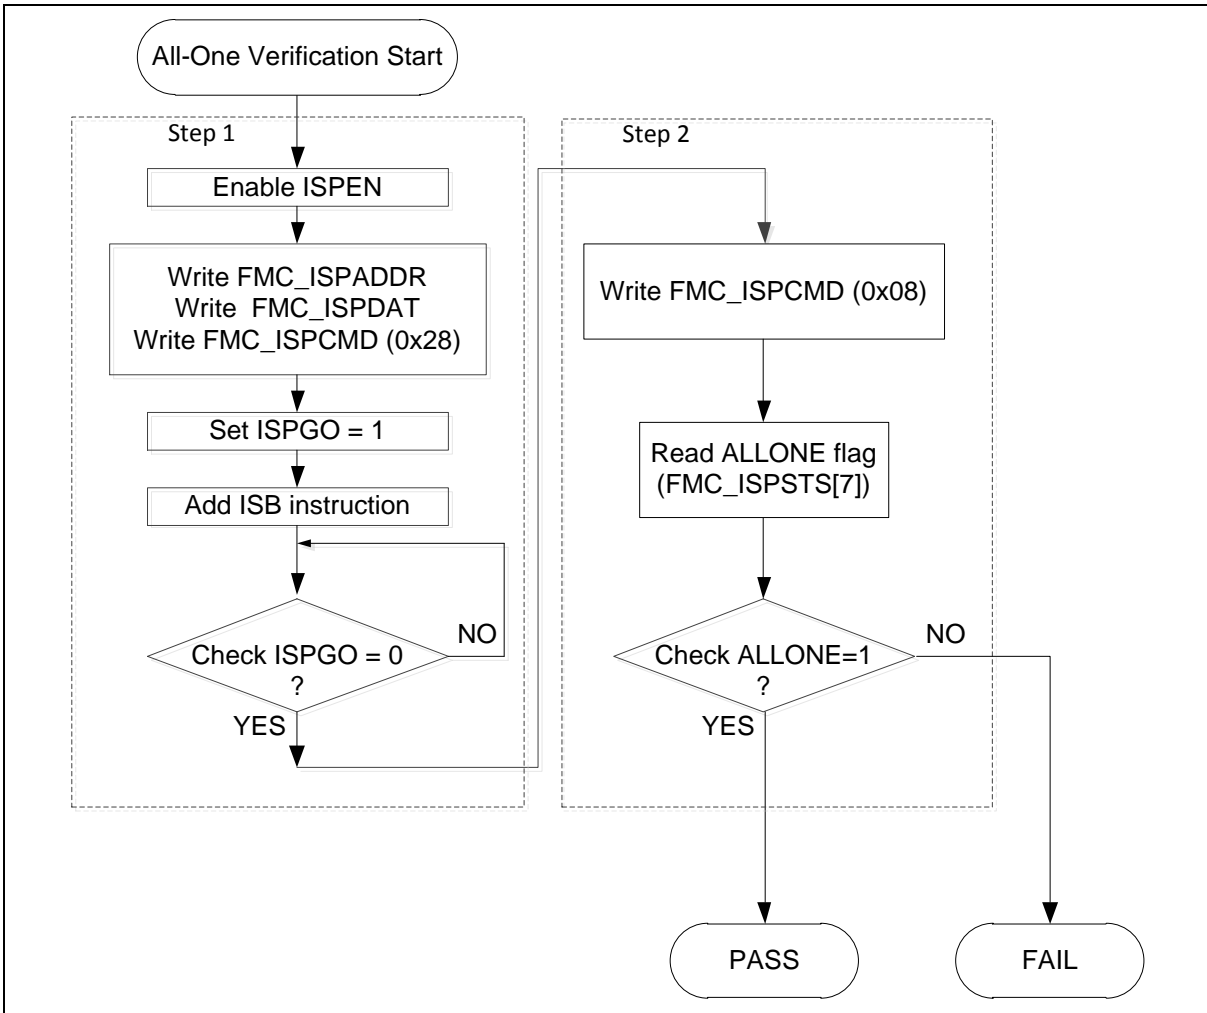 All-One Verification Start
Step 1
Enable ISPEN
Write FMC_ISPADDR
Write FMC_ISPDAT
Write FMC_ISPCMD (0x28)
Set ISPGO = 1
Add ISB instruction
Check ISPGO = 0
?
NO
YES
Step 2
Write FMC_ISPCMD (0x08)
Read ALLONE flag
(FMC_ISPSTS[7])
Check ALLONE=1
?
NO
YES
PASS
FAIL